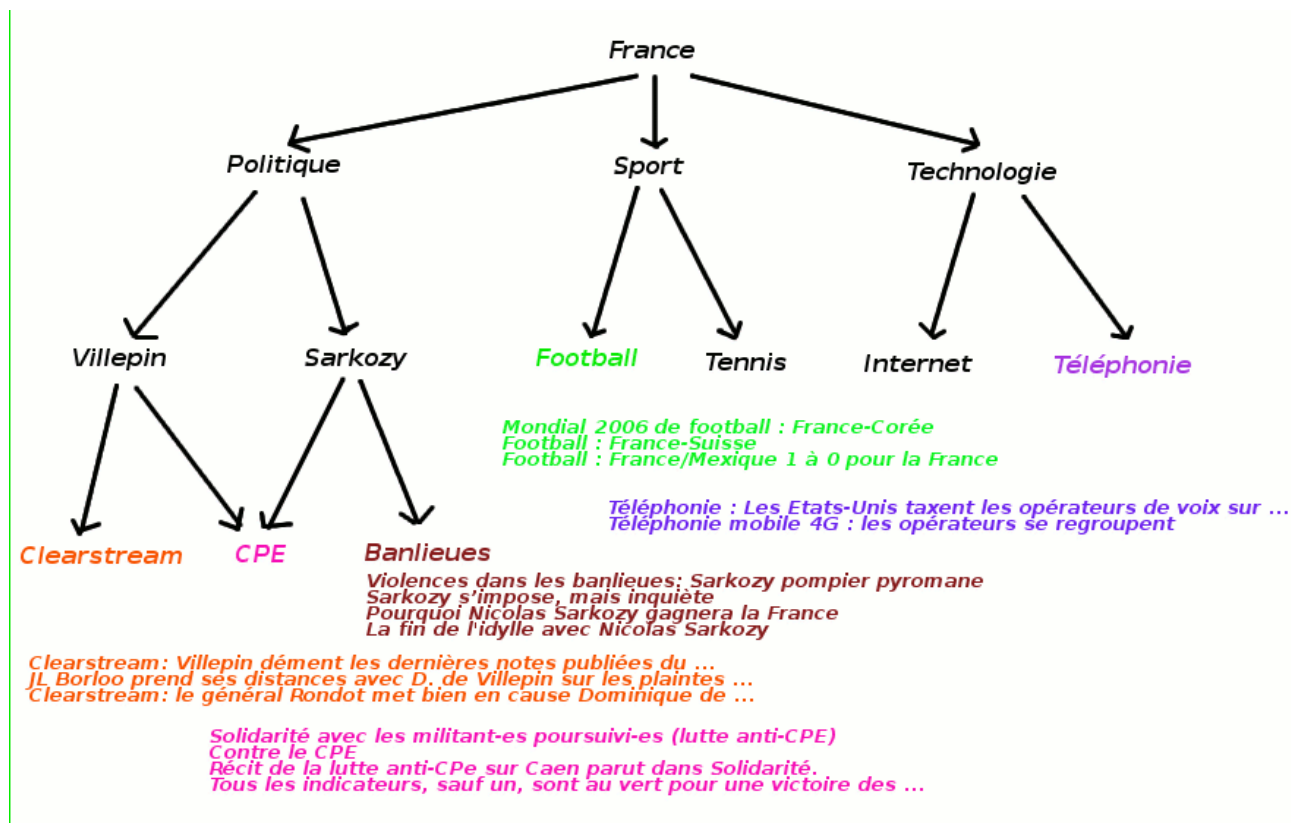 France
Politique
Sport
Technologie
Villepin
Sarkozy
Football
Tennis
Internet
Téléphonie
Mondial 2006 de football : France-Corée
Football : France-Suisse
Football : France/Mexique 1 à 0 pour la France
Téléphonie : Les Etats-Unis taxent les opérateurs de voix sur ...
Téléphonie mobile 4G : les opérateurs se regroupent
Clearstream
CPE
Banlieues
Violences dans les banlieues: Sarkozy pompier pyromane
Sarkozy s’impose, mais inquiète
Pourquoi Nicolas Sarkozy gagnera la France
La fin de l'idylle avec Nicolas Sarkozy
Clearstream: Villepin dément les dernières notes publiées du ...
JL Borloo prend ses distances avec D. de Villepin sur les plaintes ...
Clearstream: le général Rondot met bien en cause Dominique de ...
Solidarité avec les militant-es poursuivi-es (lutte anti-CPE)
Contre le CPE
Récit de la lutte anti-CPe sur Caen parut dans Solidarité.
Tous les indicateurs, sauf un, sont au vert pour une victoire des ...